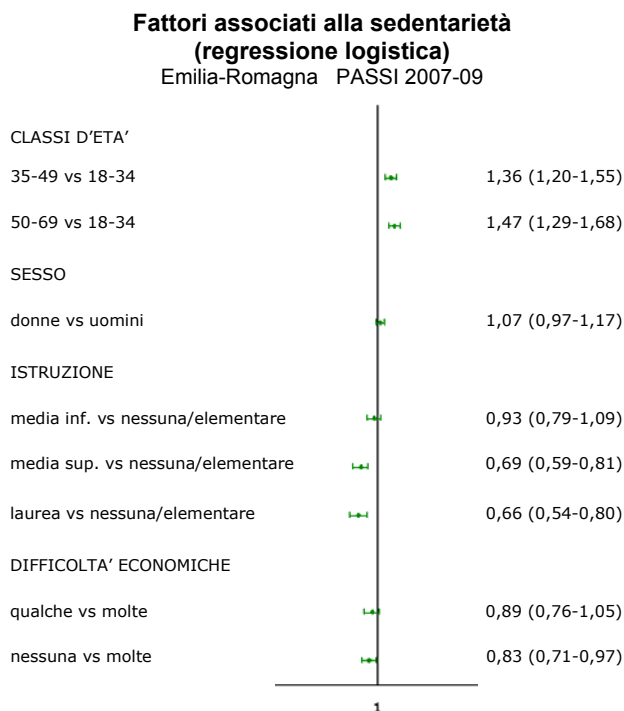 Fattori associati alla sedentarietà
(regressione logistica)
Emilia-Romagna PASSI 2007-09
CLASSI D'ETA'
35-49 vs 18-34 1,36 (1,20-1,55)
50-69 vs 18-34 1,47 (1,29-1,68)
SESSO
donne vs uomini 1,07 (0,97-1,17)
ISTRUZIONE
media inf. vs nessuna/elementare 0,93 (0,79-1,09)
media sup. vs nessuna/elementare 0,69 (0,59-0,81)
laurea vs nessuna/elementare 0,66 (0,54-0,80)
DIFFICOLTA' ECONOMICHE
qualche vs molte 0,89 (0,76-1,05)
nessuna vs molte 0,83 (0,71-0,97)
1